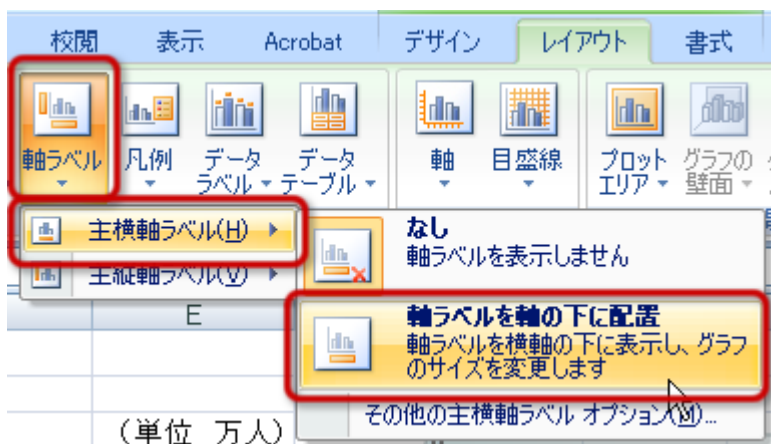 校閲 表示 Acrobat デザイン レイアウト 書式
軸ラベル 凡例 データ データ 軸 目盛線 プロット グラフの
ラベル テーブル エリア 壁面
主横軸ラベル(H)
主縦軸ラベル(V)
なし
軸ラベルを表示しません
E
軸ラベルを軸の下に配置
軸ラベルを横軸の下に表示し、グラフ
のサイズを変更します
その他の主横軸ラベル オプション(M)...
(単位 万人)